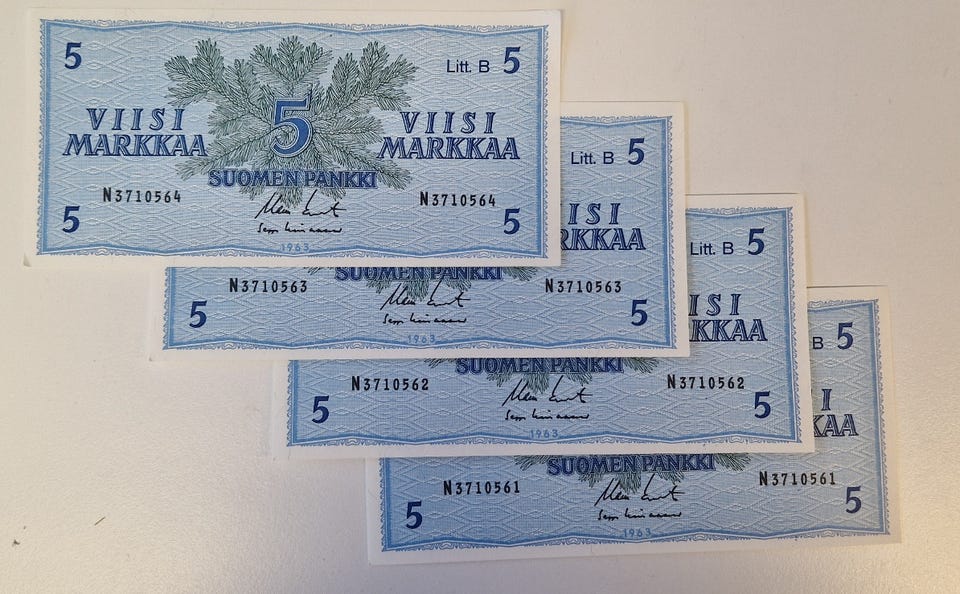 5 Litt. B 5
5
VIISI VIISI
MARKKAA MARKKAA
SUOMEN PANKKI
N3710564 N3710564
5 5
1963
Litt. B 5
ISI
RKKAA
SUOMEN PANKKI
N3710563 N3710563
5 5
1963
Litt. B 5
ISI
KKAA
SUOMEN PANKKI
N3710562 N3710562
5 5
1963
B 5
I
KAA
SUOMEN PANKKI
N3710561 N3710561
5 5
1963